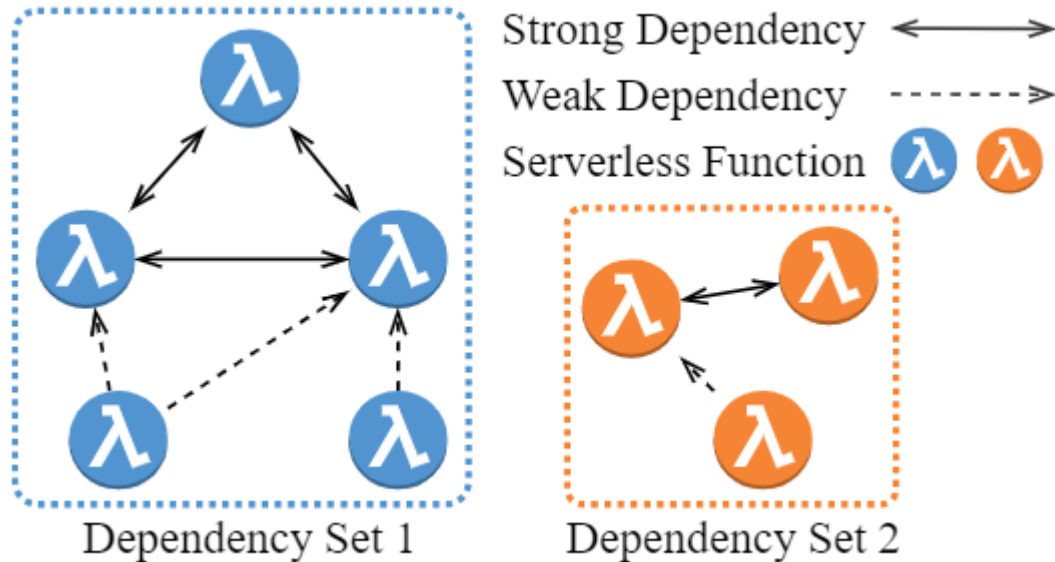 Strong Dependency
Weak Dependency
Serverless Function λ λ
λ
λ λ
λ λ
λ λ
λ
Dependency Set 1
Dependency Set 2